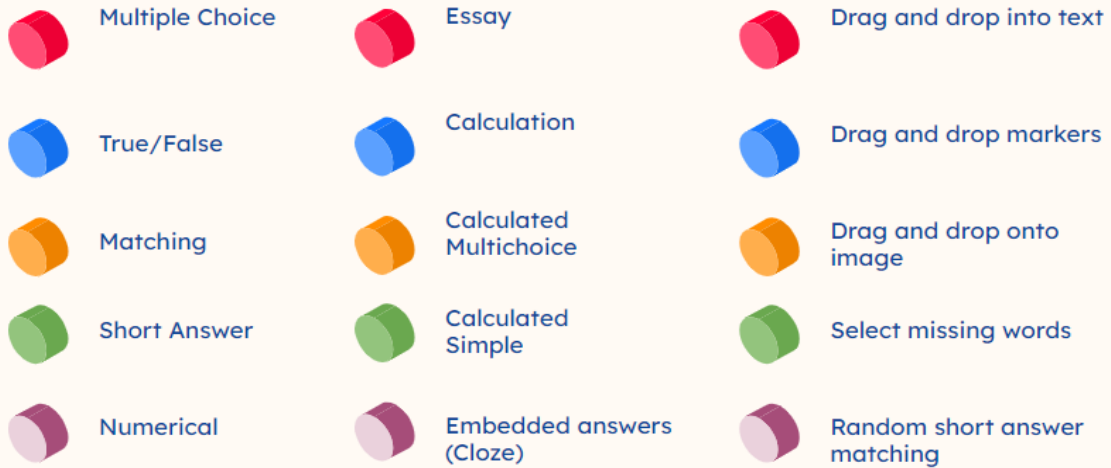 Multiple Choice
True/False
Matching
Short Answer
Numerical
Essay
Calculation
Calculated
Multichoice
Calculated
Simple
Embedded answers
(Cloze)
Drag and drop into text
Drag and drop markers
Drag and drop onto
image
Select missing words
Random short answer
matching